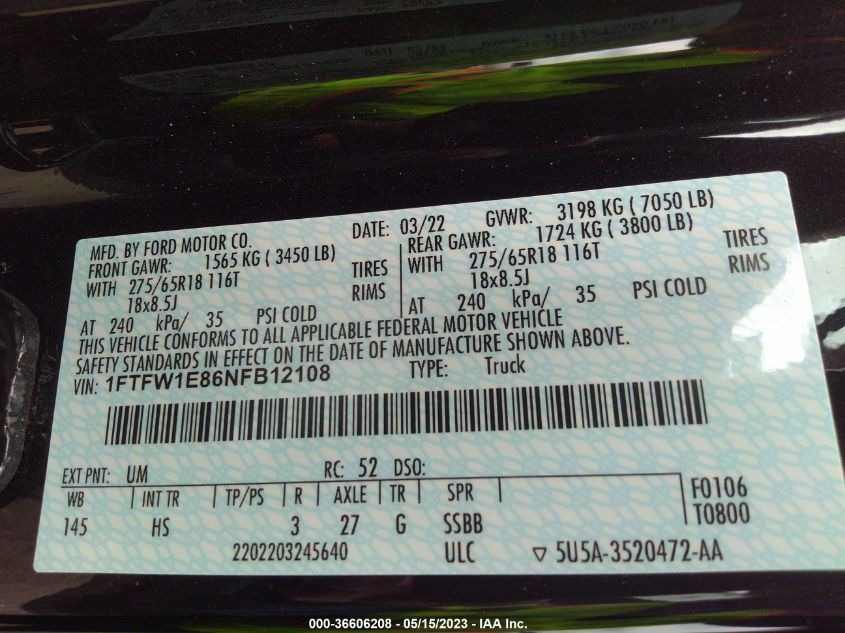 MFD. BY FORD MOTOR CO. DATE: 03/22 GVWR: 3198 KG ( 7050 LB)
FRONT GAWR: 1565 KG ( 3450 LB) REAR GAWR: 1724 KG ( 3800 LB)
WITH 275/65R18 116T TIRES WITH 275/65R18 116T TIRES
18x8.5J RIMS 18x8.5J RIMS
AT 240 kPa/ 35 PSI COLD AT 240 kPa/ 35 PSI COLD
THIS VEHICLE CONFORMS TO ALL APPLICABLE FEDERAL MOTOR VEHICLE
SAFETY STANDARDS IN EFFECT ON THE DATE OF MANUFACTURE SHOWN ABOVE.
VIN: 1FTFW1E86NFB12108 TYPE: Truck
EXT PNT: UM RC: 52 DSO:
WB INT TR TP/PS R AXLE TR SPR F0106
145 HS 3 27 G SSBB T0800
2202203245640 ULC ▽ 5U5A-3520472-AA
000-36606208 - 05/15/2023 - IAA Inc.